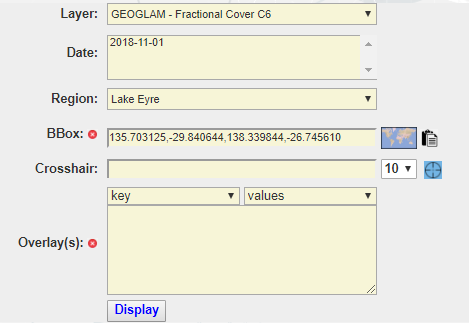 Layer: GEOGLAM - Fractional Cover C6
Date: 2018-11-01
Region: Lake Eyre
BBox: 135.703125,-29.840644,138.339844,-26.745610
Crosshair: 10
key values
Overlay(s):
Display